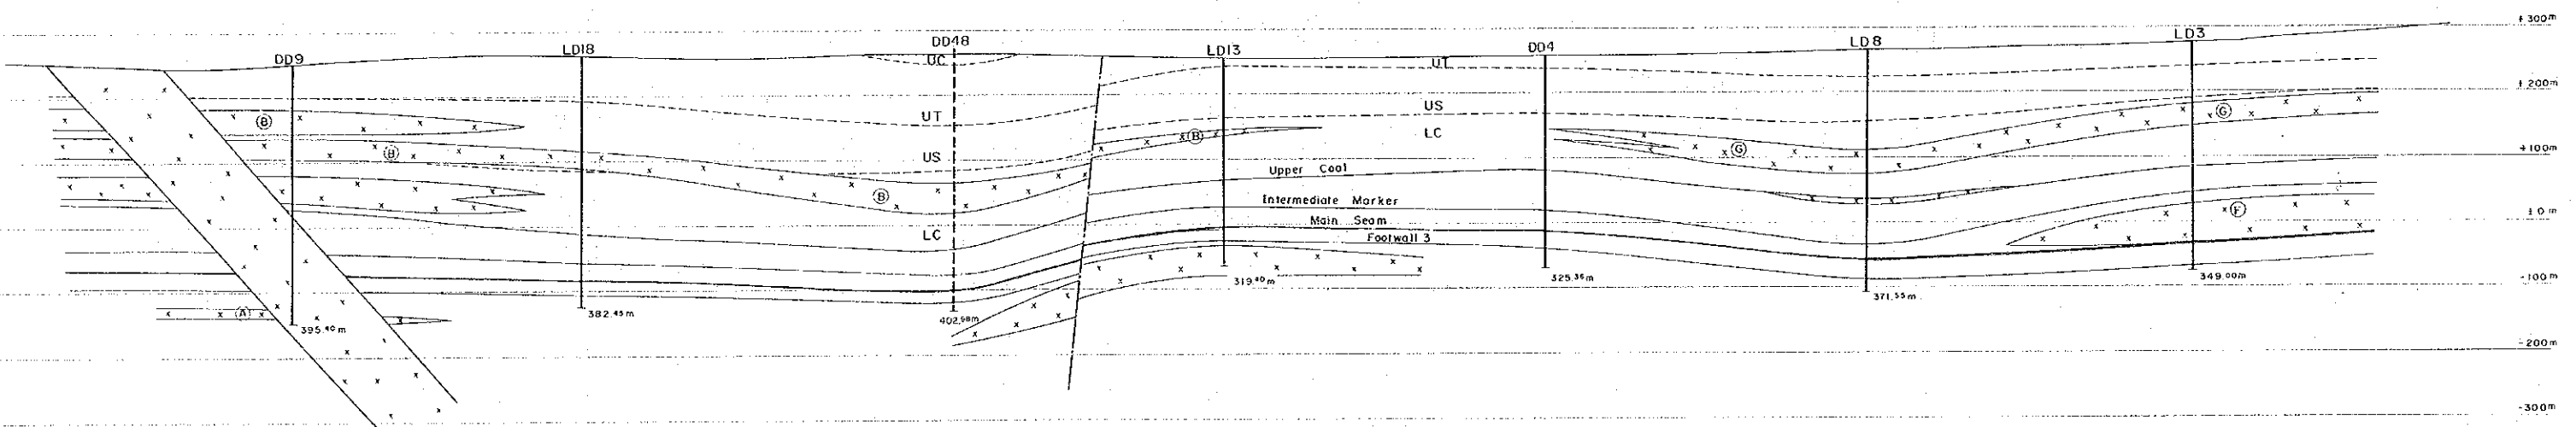 +300m
DD9
LD18
DD48
LD13
DD4
LD8
LD3
UC
UT
+200m
B
UT
US
G
B
US
B
LC
G
+100m
Upper Coal
B
Intermediate Marker
F
±0m
Main Seam
LC
Footwall 3
-100m
A
395.40m
382.45m
402.98m
319.40m
325.36m
371.55m
349.00m
-200m
-300m